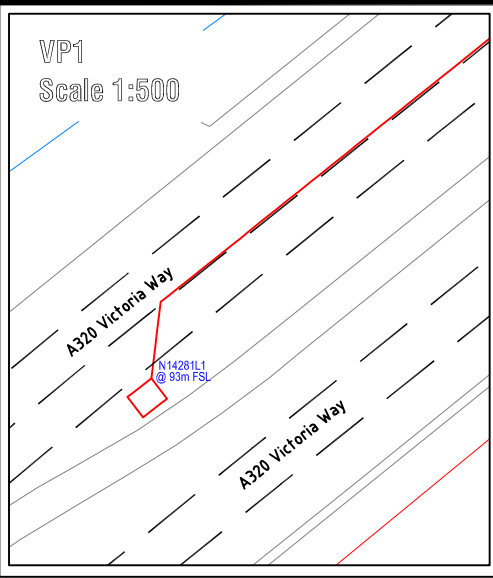 VP1
Scale 1:500
A320 Victoria Way
N14281L1
@ 93m FSL
A320 Victoria Way